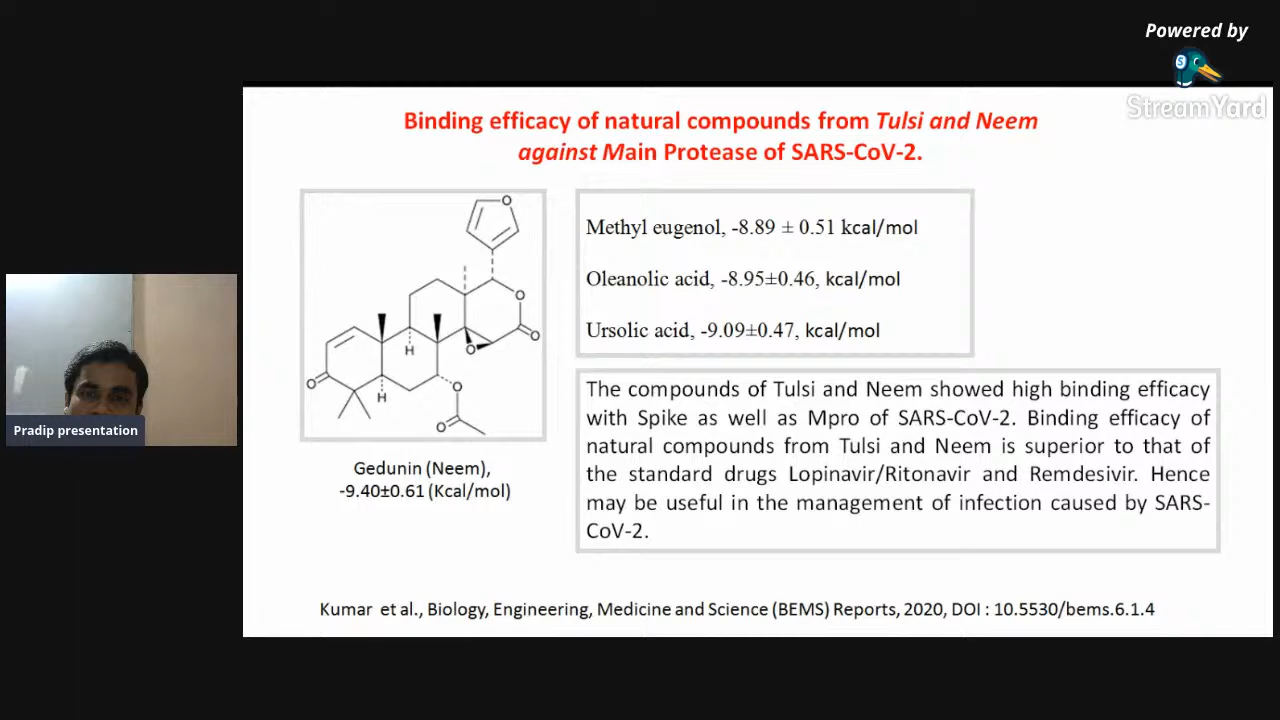 Powered by
StreamYard
Binding efficacy of natural compounds from Tulsi and Neem
against Main Protease of SARS-CoV-2.
O
O
O
O
H
H
O
O
O
Gedunin (Neem),
-9.40±0.61 (Kcal/mol)
Methyl eugenol, -8.89 ± 0.51 kcal/mol
Oleanolic acid, -8.95±0.46, kcal/mol
Ursolic acid, -9.09±0.47, kcal/mol
The compounds of Tulsi and Neem showed high binding efficacy
with Spike as well as Mpro of SARS-CoV-2. Binding efficacy of
natural compounds from Tulsi and Neem is superior to that of
the standard drugs Lopinavir/Ritonavir and Remdesivir. Hence
may be useful in the management of infection caused by SARS-
CoV-2.
Pradip presentation
Kumar et al., Biology, Engineering, Medicine and Science (BEMS) Reports, 2020, DOI : 10.5530/bems.6.1.4